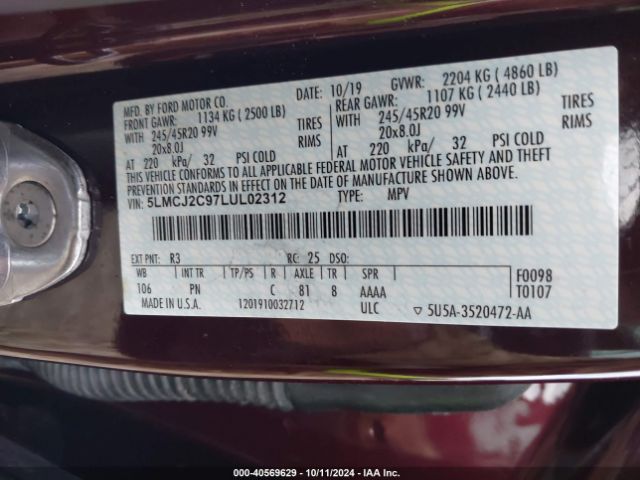 MFD. BY FORD MOTOR CO. DATE: 10/19 GVWR: 2204 KG ( 4860 LB)
FRONT GAWR: 1134 KG ( 2500 LB) REAR GAWR: 1107 KG ( 2440 LB)
WITH 245/45R20 99V TIRES WITH 245/45R20 99V TIRES
20x8.0J RIMS 20x8.0J RIMS
AT 220 kPa/ 32 PSI COLD AT 220 kPa/ 32 PSI COLD
THIS VEHICLE CONFORMS TO ALL APPLICABLE FEDERAL MOTOR VEHICLE SAFETY AND THEFT
PREVENTION STANDARDS IN EFFECT ON THE DATE OF MANUFACTURE SHOWN ABOVE.
VIN: 5LMCJ2C97LUL02312 TYPE: MPV
EXT PNT: R3 RC: 25 DSO:
WB INT TR TP/PS R AXLE TR SPR F0098
106 PN C 81 8 AAAA T0107
MADE IN U.S.A. 1201910032712 ULC ▽ 5U5A-3520472-AA
000-40569629 - 10/11/2024 - IAA Inc.